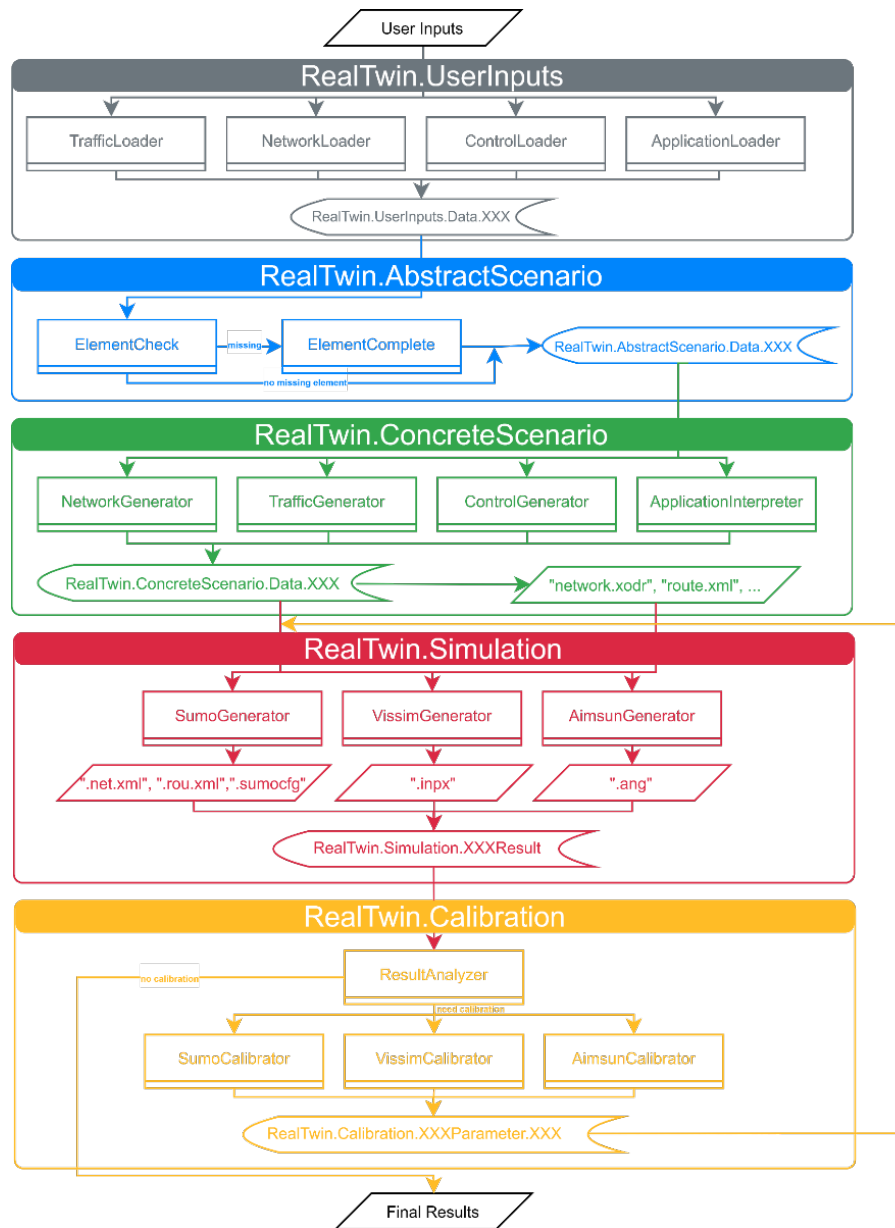 User Inputs
RealTwin.UserInputs
TrafficLoader
NetworkLoader
ControlLoader
ApplicationLoader
RealTwin.UserInputs.Data.XXX
RealTwin.AbstractScenario
ElementCheck
missing
ElementComplete
no missing element
RealTwin.AbstractScenario.Data.XXX
RealTwin.ConcreteScenario
NetworkGenerator
TrafficGenerator
ControlGenerator
ApplicationInterpreter
RealTwin.ConcreteScenario.Data.XXX
"network.xodr", "route.xml", ...
RealTwin.Simulation
SumoGenerator
VissimGenerator
AimsunGenerator
".net.xml", ".rou.xml",".sumocfg"
".inpx"
".ang"
RealTwin.Simulation.XXXResult
RealTwin.Calibration
no calibration
ResultAnalyzer
need calibration
SumoCalibrator
VissimCalibrator
AimsunCalibrator
RealTwin.Calibration.XXXParameter.XXX
Final Results